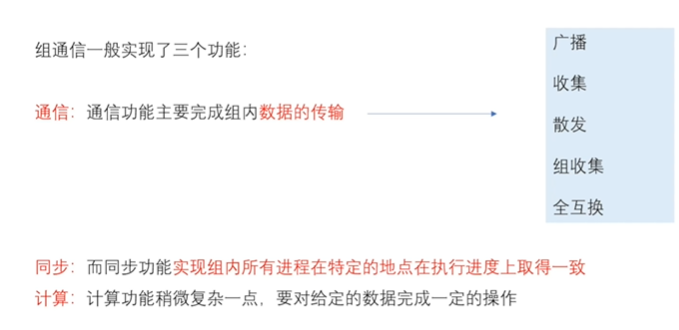 组通信一般实现了三个功能：
通信：通信功能主要完成组内数据的传输
广播
收集
散发
组收集
全互换
同步：而同步功能实现组内所有进程在特定的地点在执行进度上取得一致
计算：计算功能稍微复杂一点，要对给定的数据完成一定的操作